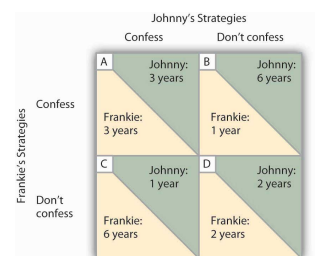 Johnny's Strategies
Confess
Don't confess
Frankie's Strategies
Confess
A
Johnny:
3 years
Frankie:
3 years
B
Johnny:
6 years
Frankie:
1 year
Don't
confess
C
Johnny:
1 year
Frankie:
6 years
D
Johnny:
2 years
Frankie:
2 years